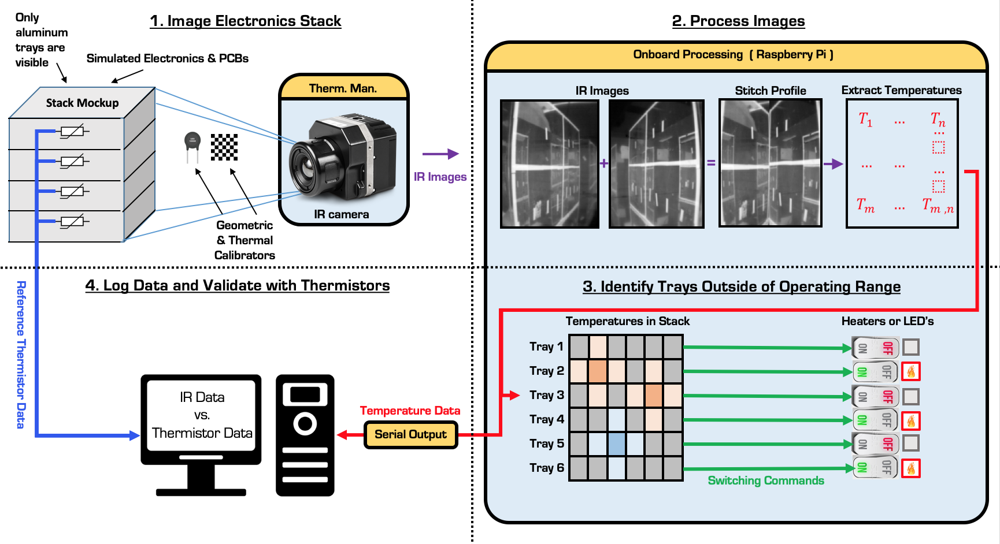 1. Image Electronics Stack
Only
aluminum
trays are
visible
Simulated Electronics & PCBs
Stack Mockup
Therm. Man.
IR camera
Geometric
& Thermal
Calibrators
IR Images
2. Process Images
Onboard Processing ( Raspberry Pi )
IR Images
Stitch Profile
Extract Temperatures
+
=
T1 ... Tn
...
... ... ...
Tm ... Tm ,n
3. Identify Trays Outside of Operating Range
Temperatures in Stack
Heaters or LED's
Tray 1
ON OFF
Tray 2
ON OFF
Tray 3
ON OFF
Tray 4
ON OFF
Tray 5
ON OFF
Tray 6
ON OFF
Switching Commands
4. Log Data and Validate with Thermistors
Reference Thermistor Data
IR Data
vs.
Thermistor Data
Temperature Data
Serial Output